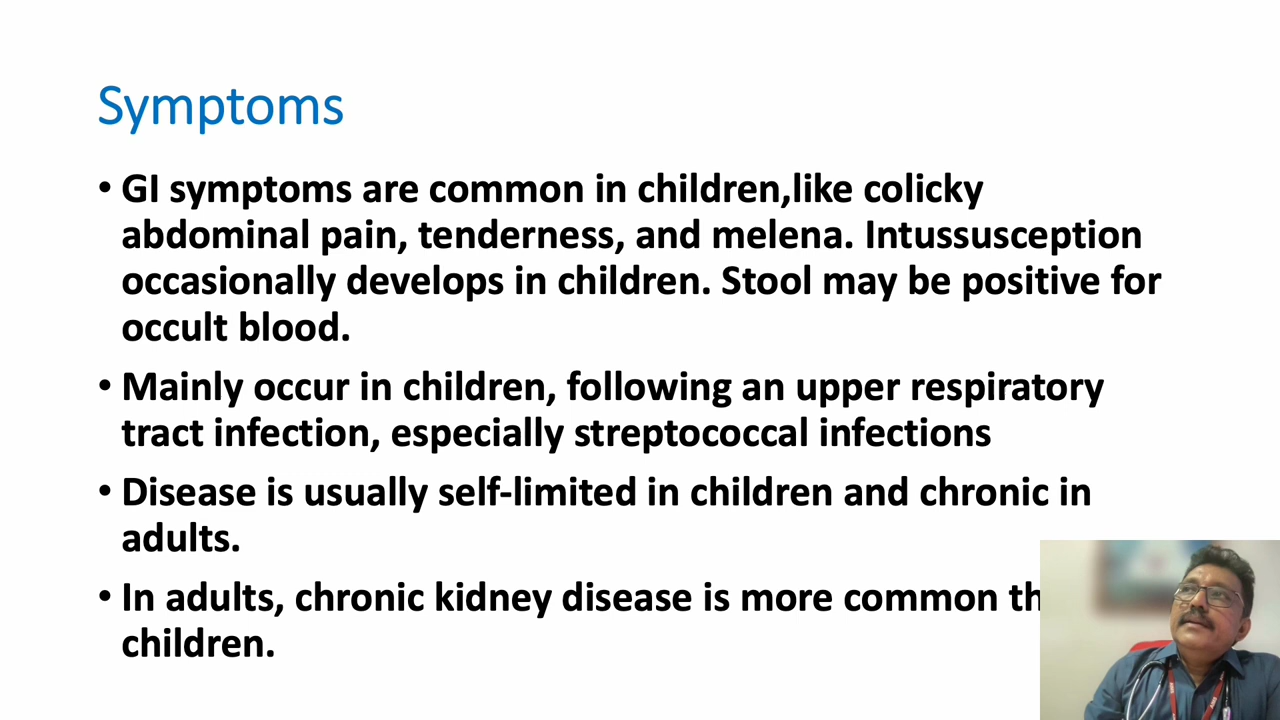 Symptoms
• GI symptoms are common in children,like colicky
abdominal pain, tenderness, and melena. Intussusception
occasionally develops in children. Stool may be positive for
occult blood.
• Mainly occur in children, following an upper respiratory
tract infection, especially streptococcal infections
• Disease is usually self-limited in children and chronic in
adults.
• In adults, chronic kidney disease is more common
children.